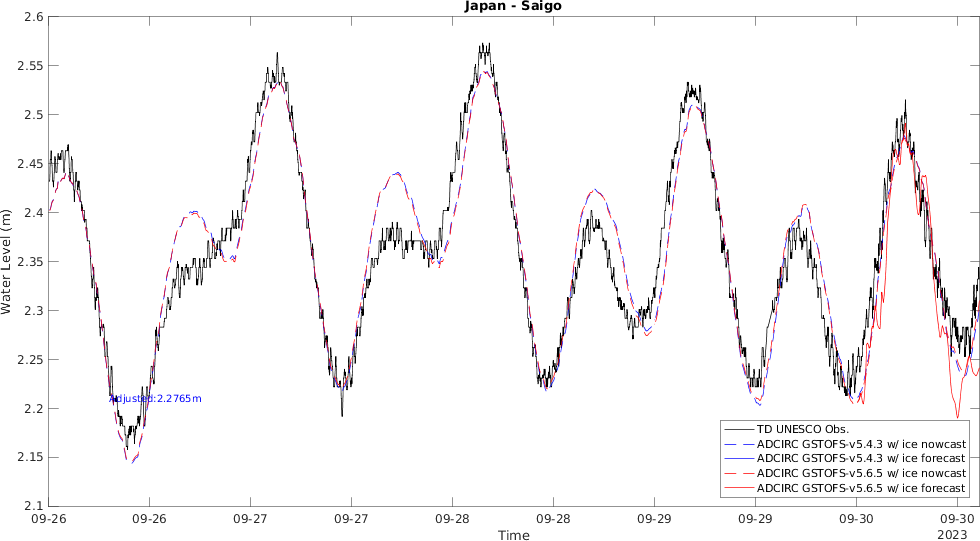 Japan - Saigo
2.6
2.55
2.5
2.45
2.4
2.35
2.3
2.25
2.2
2.15
2.1
Water Level (m)
Adjusted:2.2765m
TD UNESCO Obs.
ADCIRC GSTOFS-v5.4.3 w/ ice nowcast
ADCIRC GSTOFS-v5.4.3 w/ ice forecast
ADCIRC GSTOFS-v5.6.5 w/ ice nowcast
ADCIRC GSTOFS-v5.6.5 w/ ice forecast
09-26 09-26 09-27 09-27 09-28 09-28 09-29 09-29 09-30 09-30
Time
2023